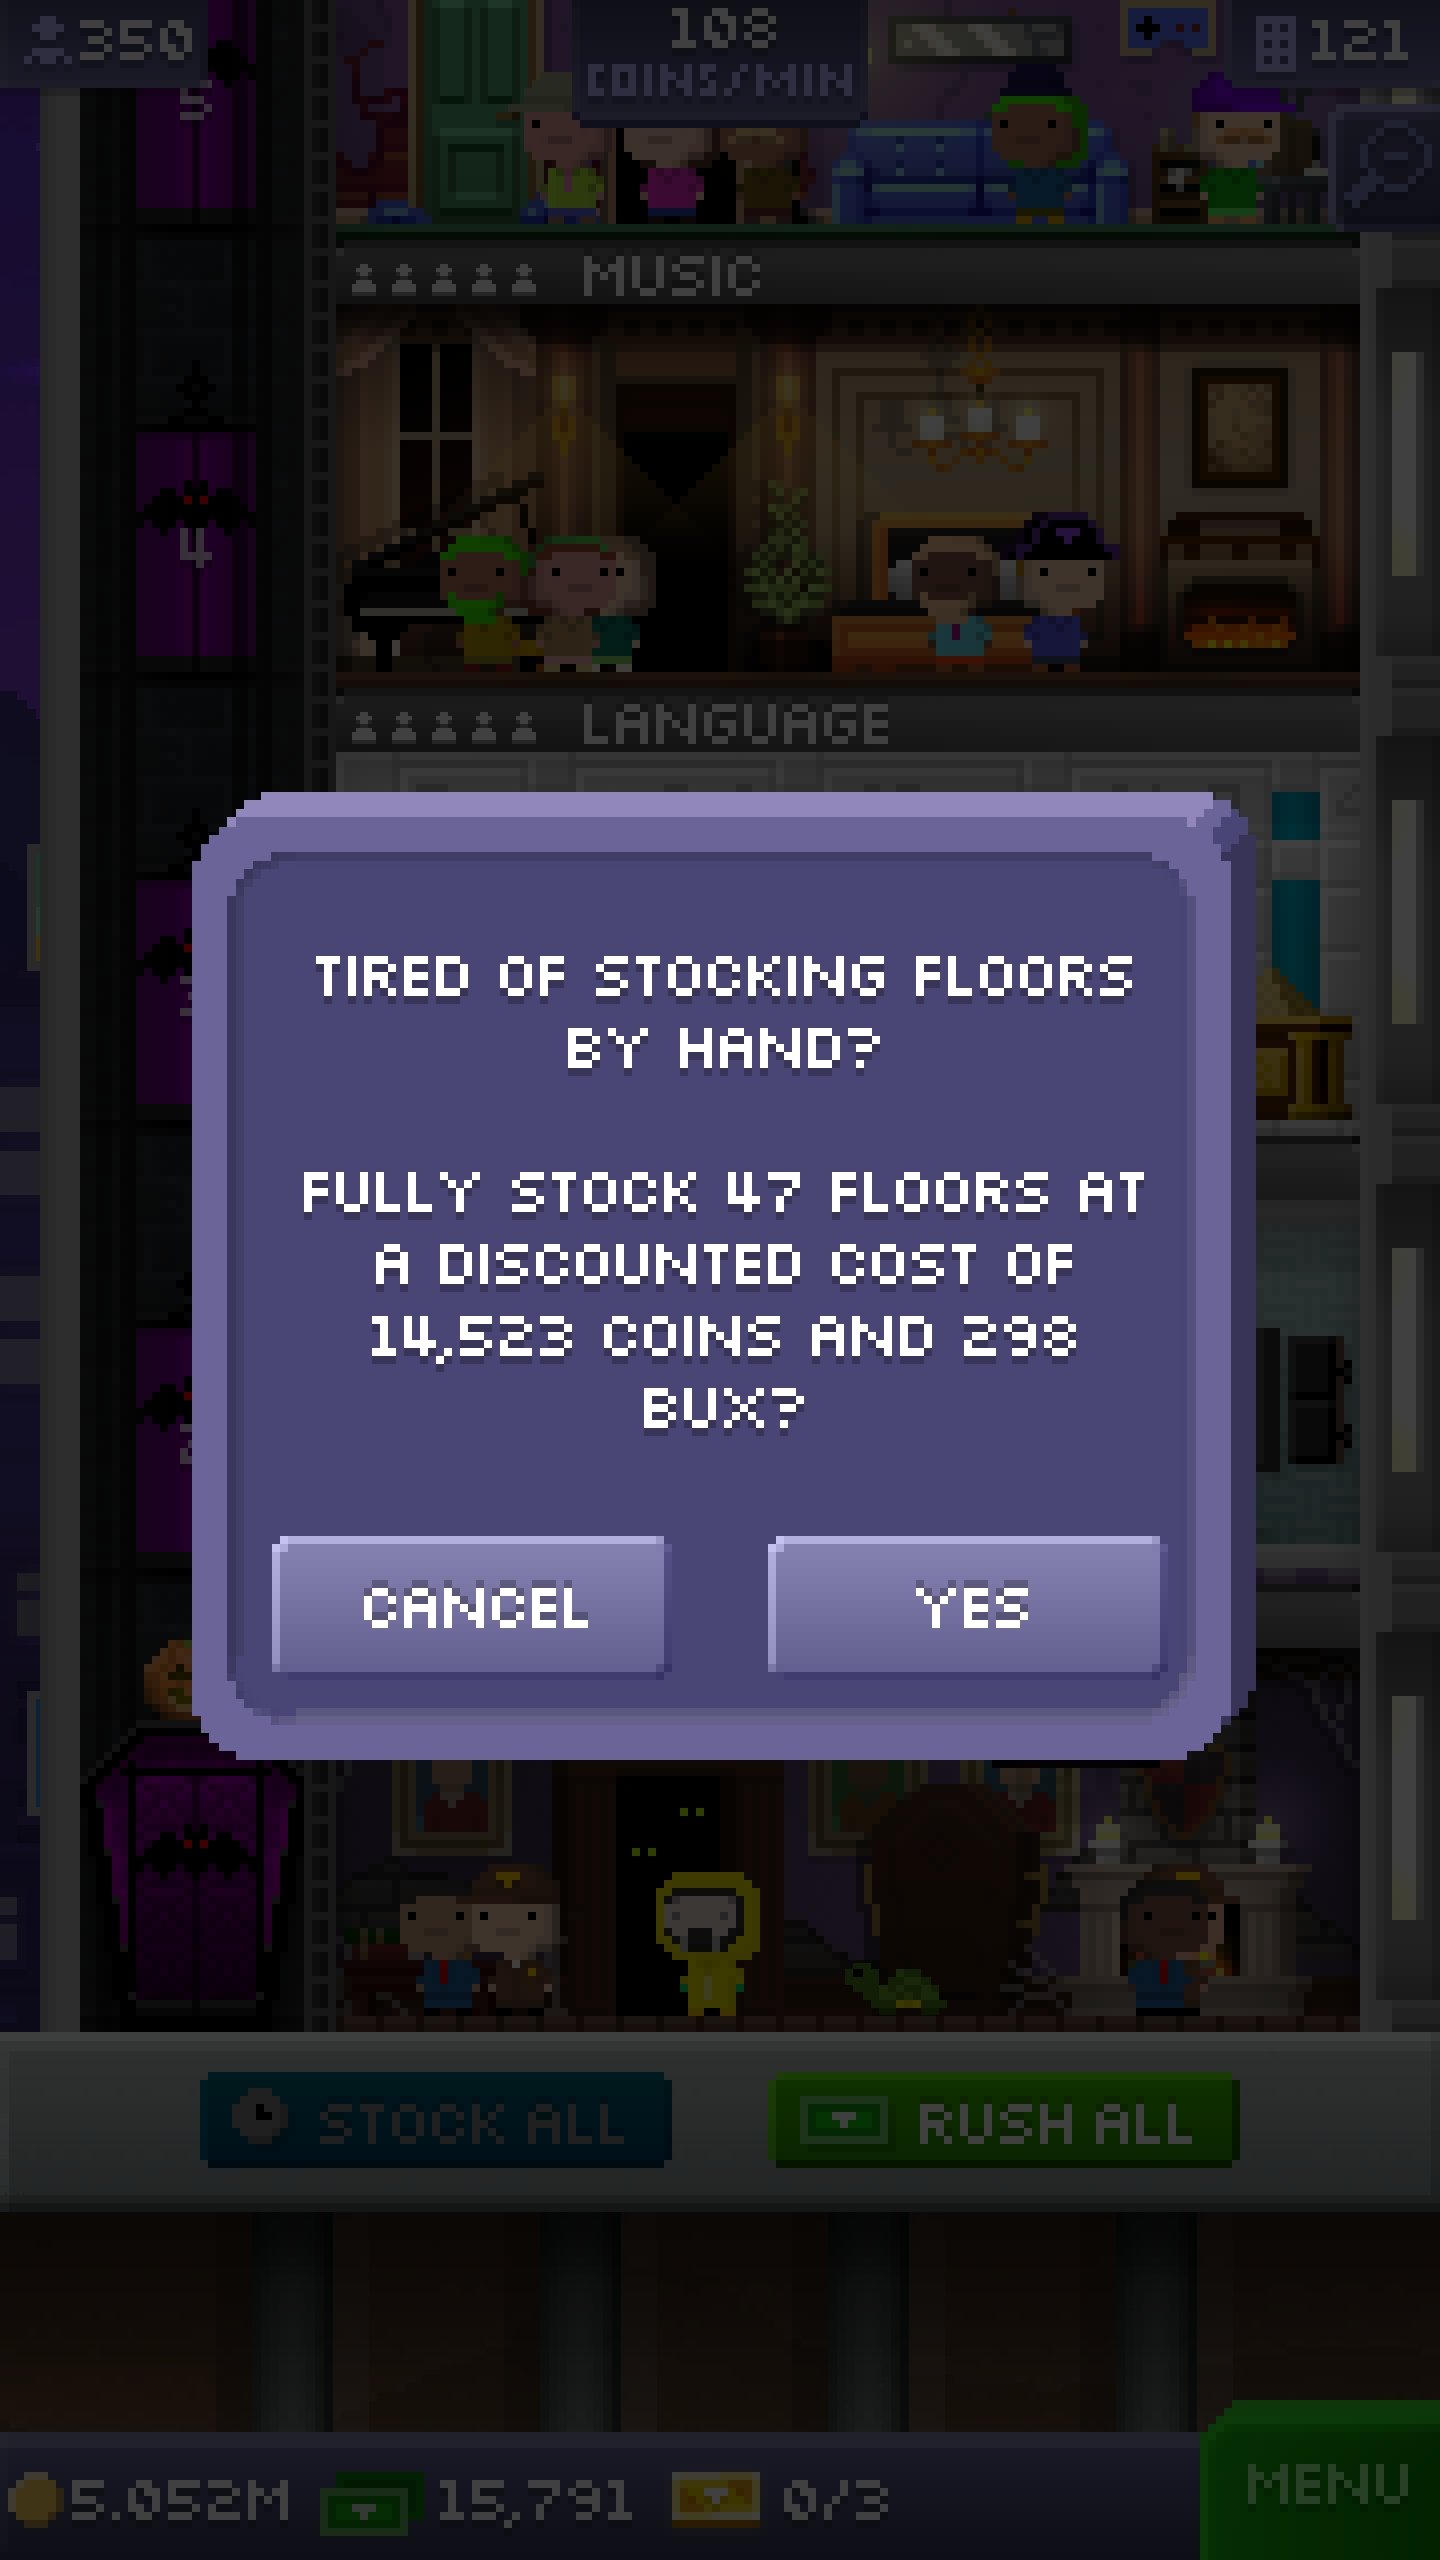 350
108
COINS/MIN
121
5
MUSIC
4
LANGUAGE
TIRED OF STOCKING FLOORS
BY HAND?
FULLY STOCK 47 FLOORS AT
A DISCOUNTED COST OF
14,523 COINS AND 298
BUX?
CANCEL
YES
STOCK ALL
RUSH ALL
5.052M
15,791
0/3
MENU